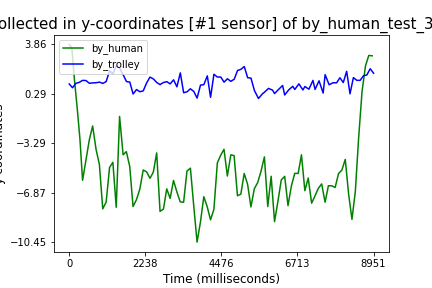 ollected in y-coordinates [#1 sensor] of by_human_test_3
3.86
by_human
by_trolley
0.29
−3.29
−6.87
−10.45
0
2238
4476
6713
8951
Time (milliseconds)